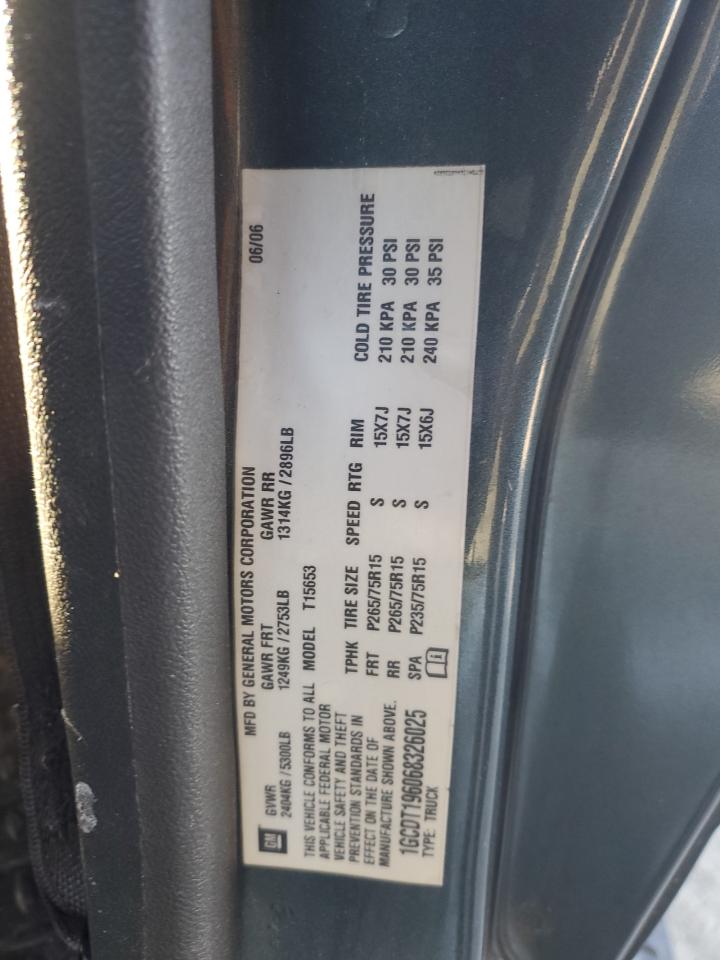 MFD BY GENERAL MOTORS CORPORATION 06/06
GM
GVWR GAWR FRT GAWR RR
2404KG/5300LB 1249KG/2753LB 1314KG/2896LB
THIS VEHICLE CONFORMS TO ALL
APPLICABLE FEDERAL MOTOR
VEHICLE SAFETY AND THEFT
PREVENTION STANDARDS IN
EFFECT ON THE DATE OF
MANUFACTURE SHOWN ABOVE.
1GCDT196068326025
TYPE: TRUCK
MODEL T15653
TPHK TIRE SIZE SPEED RTG RIM COLD TIRE PRESSURE
FRT P265/75R15 S 15X7J 210 KPA 30 PSI
RR P265/75R15 S 15X7J 210 KPA 30 PSI
SPA P235/75R15 S 15X6J 240 KPA 35 PSI